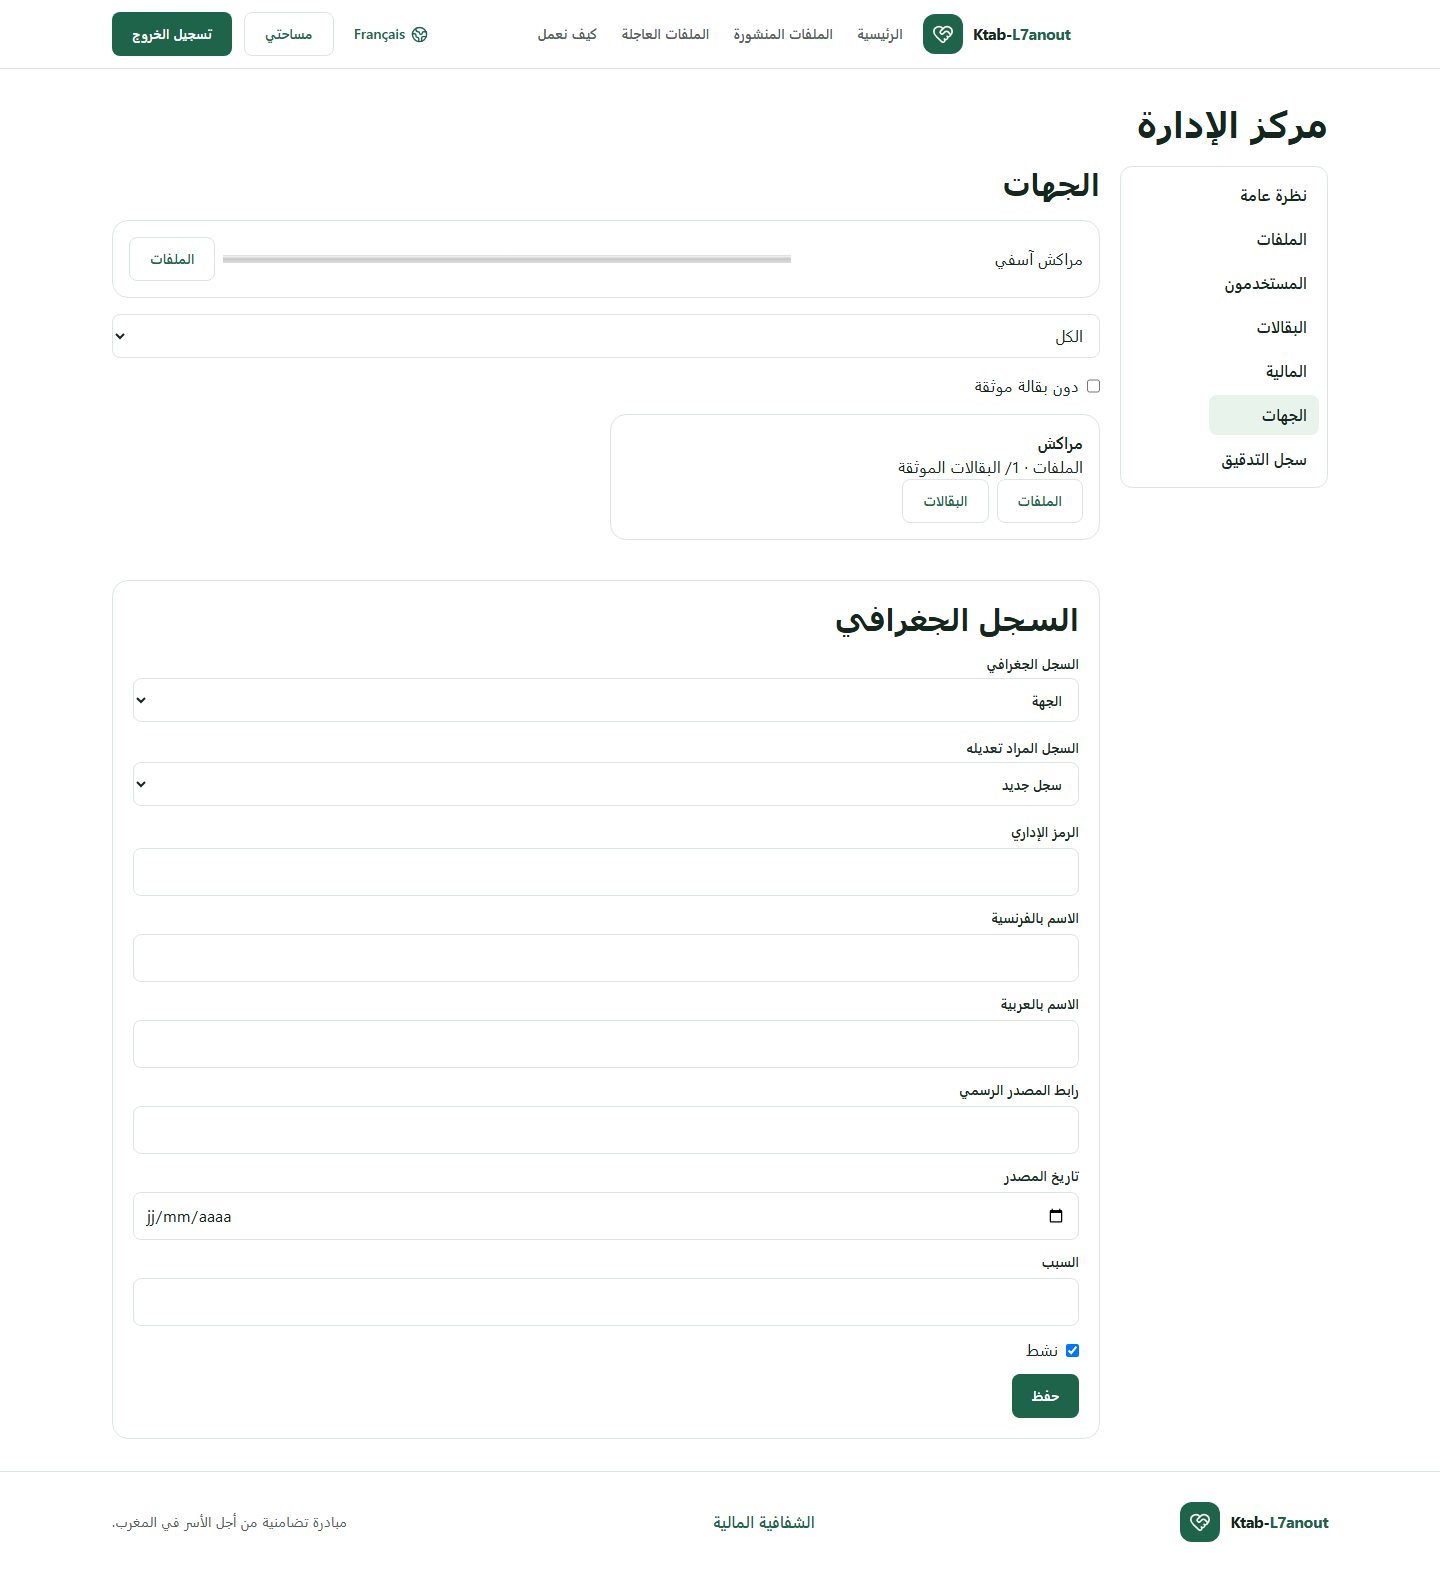 Ktab-L7anout
الرئيسية
الملفات المنشورة
الملفات العاجلة
كيف نعمل
Français
مساحتي
تسجيل الخروج
مركز الإدارة
نظرة عامة
الملفات
المستخدمون
البقالات
المالية
الجهات
سجل التدقيق
الجهات
مراكش آسفي
الملفات
الكل
دون بقالة موثقة
مراكش
الملفات · 1/ البقالات الموثقة
الملفات
البقالات
السجل الجغرافي
السجل الجغرافي
الجهة
السجل المراد تعديله
سجل جديد
الرمز الإداري
الاسم بالفرنسية
الاسم بالعربية
رابط المصدر الرسمي
تاريخ المصدر
jj/mm/aaaa
السبب
نشط
حفظ
Ktab-L7anout
الشفافية المالية
مبادرة تضامنية من أجل الأسر في المغرب.